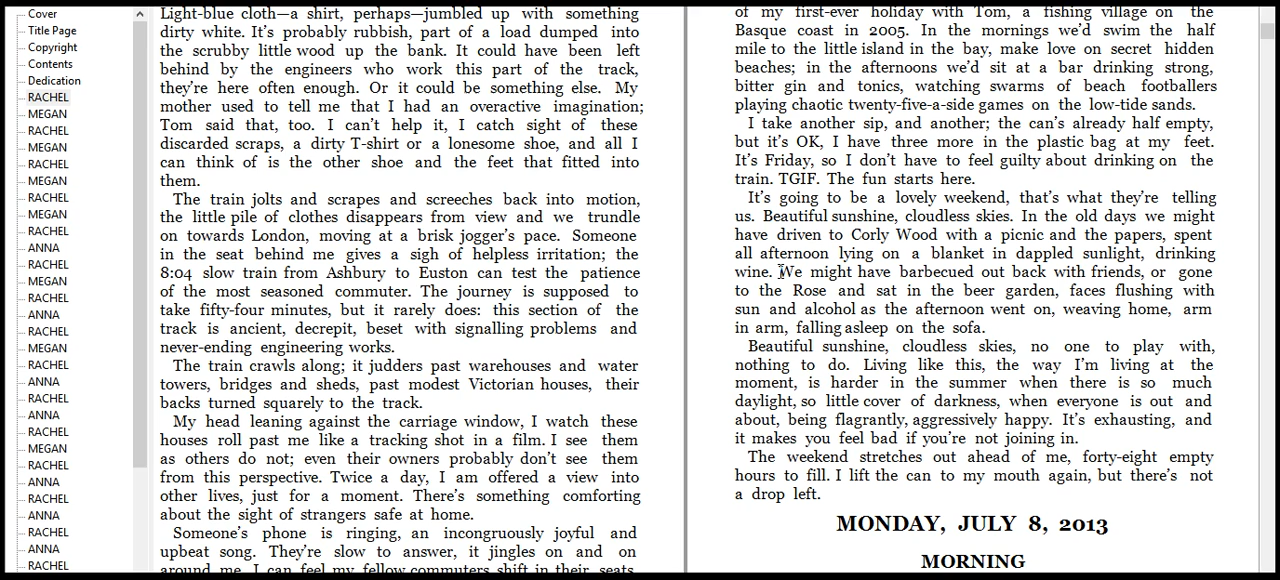 Cover
Title Page
Copyright
Contents
Dedication
RACHEL
MEGAN
RACHEL
MEGAN
RACHEL
MEGAN
RACHEL
MEGAN
RACHEL
ANNA
RACHEL
MEGAN
RACHEL
ANNA
RACHEL
MEGAN
RACHEL
ANNA
RACHEL
ANNA
RACHEL
MEGAN
RACHEL
ANNA
RACHEL
ANNA
RACHEL
ANNA
RACHEL
Light-blue cloth—a shirt, perhaps—jumbled up with something
dirty white. It’s probably rubbish, part of a load dumped into
the scrubby little wood up the bank. It could have been left
behind by the engineers who work this part of the track,
they’re here often enough. Or it could be something else. My
mother used to tell me that I had an overactive imagination;
Tom said that, too. I can’t help it, I catch sight of these
discarded scraps, a dirty T-shirt or a lonesome shoe, and all I
can think of is the other shoe and the feet that fitted into
them.
The train jolts and scrapes and screeches back into motion,
the little pile of clothes disappears from view and we trundle
on towards London, moving at a brisk jogger’s pace. Someone
in the seat behind me gives a sigh of helpless irritation; the
8:04 slow train from Ashbury to Euston can test the patience
of the most seasoned commuter. The journey is supposed to
take fifty-four minutes, but it rarely does: this section of the
track is ancient, decrepit, beset with signalling problems and
never-ending engineering works.
The train crawls along; it judders past warehouses and water
towers, bridges and sheds, past modest Victorian houses, their
backs turned squarely to the track.
My head leaning against the carriage window, I watch these
houses roll past me like a tracking shot in a film. I see them
as others do not; even their owners probably don’t see them
from this perspective. Twice a day, I am offered a view into
other lives, just for a moment. There’s something comforting
about the sight of strangers safe at home.
Someone’s phone is ringing, an incongruously joyful and
upbeat song. They’re slow to answer, it jingles on and on
around me. I can feel my fellow commuters shift in their seats,
of my first-ever holiday with Tom, a fishing village on the
Basque coast in 2005. In the mornings we’d swim the half
mile to the little island in the bay, make love on secret hidden
beaches; in the afternoons we’d sit at a bar drinking strong,
bitter gin and tonics, watching swarms of beach footballers
playing chaotic twenty-five-a-side games on the low-tide sands.
I take another sip, and another; the can’s already half empty,
but it’s OK, I have three more in the plastic bag at my feet.
It’s Friday, so I don’t have to feel guilty about drinking on the
train. TGIF. The fun starts here.
It’s going to be a lovely weekend, that’s what they’re telling
us. Beautiful sunshine, cloudless skies. In the old days we might
have driven to Corly Wood with a picnic and the papers, spent
all afternoon lying on a blanket in dappled sunlight, drinking
wine. We might have barbecued out back with friends, or gone
to the Rose and sat in the beer garden, faces flushing with
sun and alcohol as the afternoon went on, weaving home, arm
in arm, falling asleep on the sofa.
Beautiful sunshine, cloudless skies, no one to play with,
nothing to do. Living like this, the way I’m living at the
moment, is harder in the summer when there is so much
daylight, so little cover of darkness, when everyone is out and
about, being flagrantly, aggressively happy. It’s exhausting, and
it makes you feel bad if you’re not joining in.
The weekend stretches out ahead of me, forty-eight empty
hours to fill. I lift the can to my mouth again, but there’s not
a drop left.
MONDAY, JULY 8, 2013
MORNING